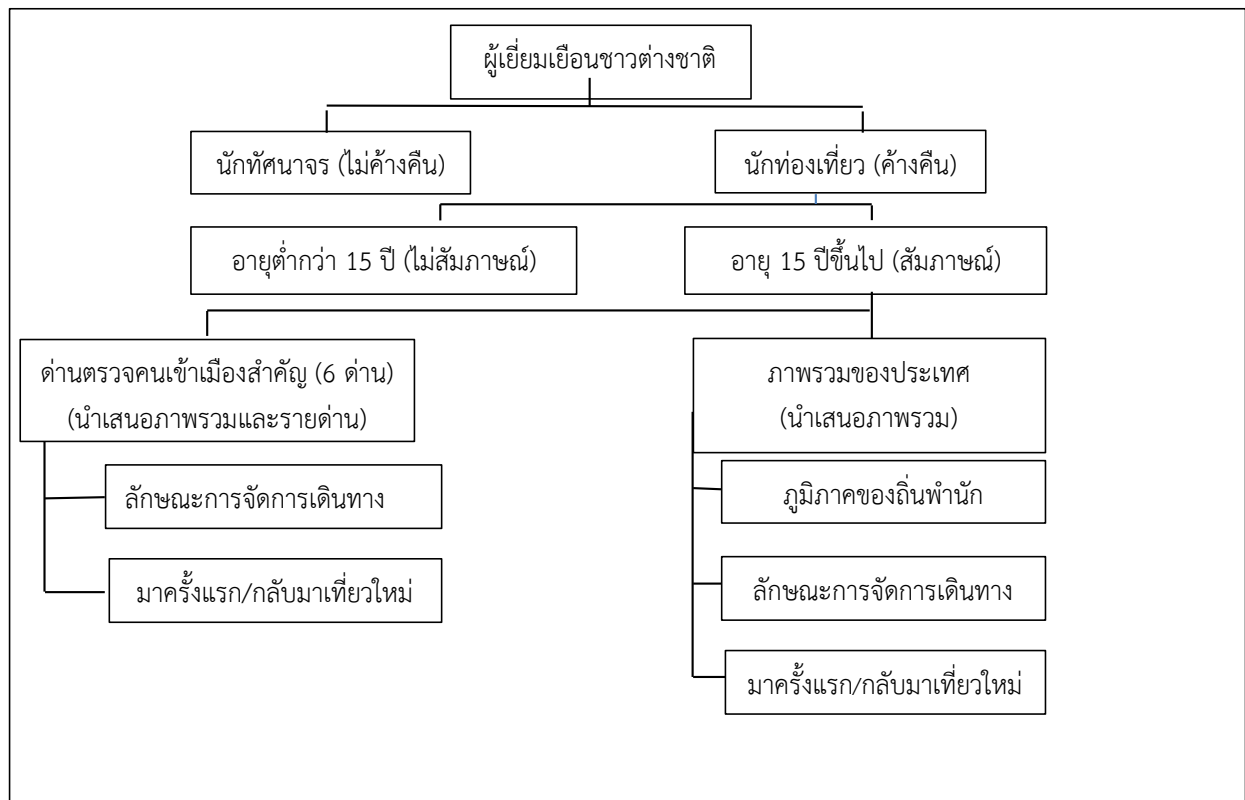 ผู้เยี่ยมเยือนชาวต่างชาติ
นักทัศนาจร (ไม่ค้างคืน)
นักท่องเที่ยว (ค้างคืน)
อายุต่ำกว่า 15 ปี (ไม่สัมภาษณ์)
อายุ 15 ปีขึ้นไป (สัมภาษณ์)
ด่านตรวจคนเข้าเมืองสำคัญ (6 ด่าน)
(นำเสนอภาพรวมและรายด่าน)
ลักษณะการจัดการเดินทาง
มาครั้งแรก/กลับมาเที่ยวใหม่
ภาพรวมของประเทศ
(นำเสนอภาพรวม)
ภูมิภาคของถิ่นพำนัก
ลักษณะการจัดการเดินทาง
มาครั้งแรก/กลับมาเที่ยวใหม่